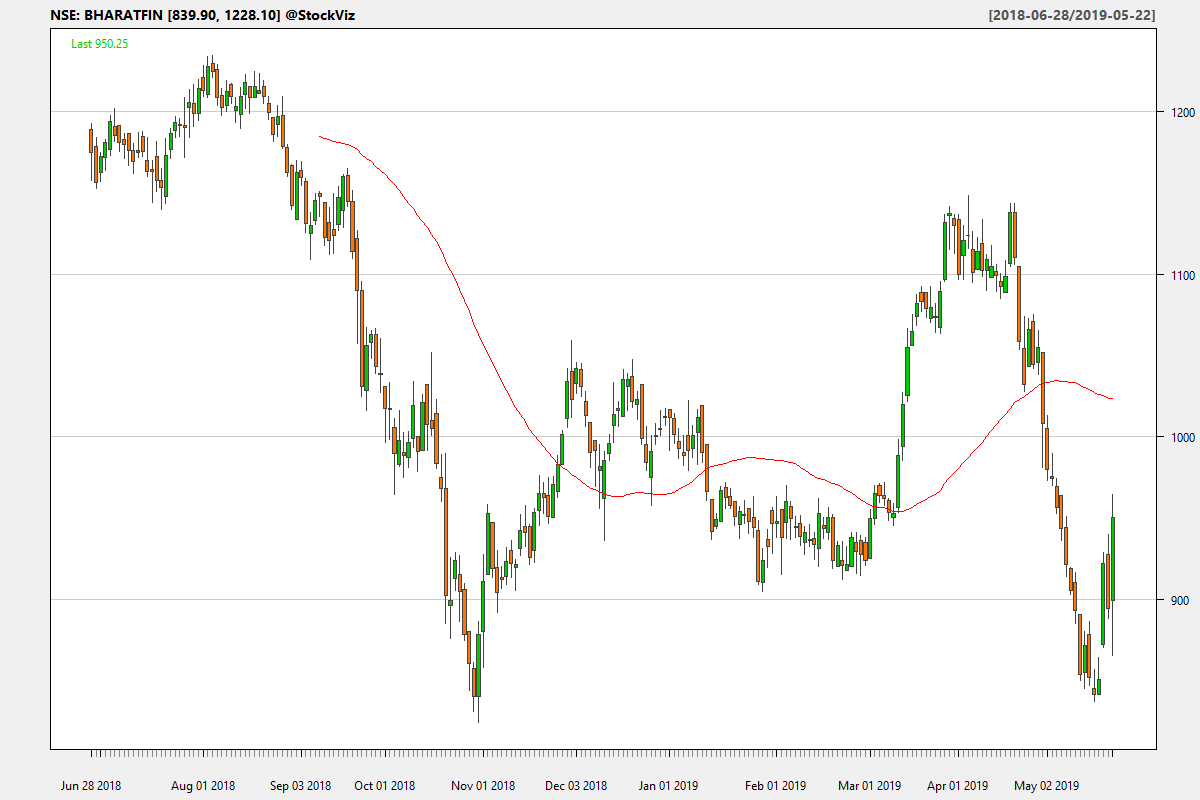 NSE: BHARATFIN [839.90, 1228.10] @StockViz
[2018-06-28/2019-05-22]
Last 950.25
1200
1100
1000
900
Jun 28 2018
Aug 01 2018
Sep 03 2018
Oct 01 2018
Nov 01 2018
Dec 03 2018
Jan 01 2019
Feb 01 2019
Mar 01 2019
Apr 01 2019
May 02 2019